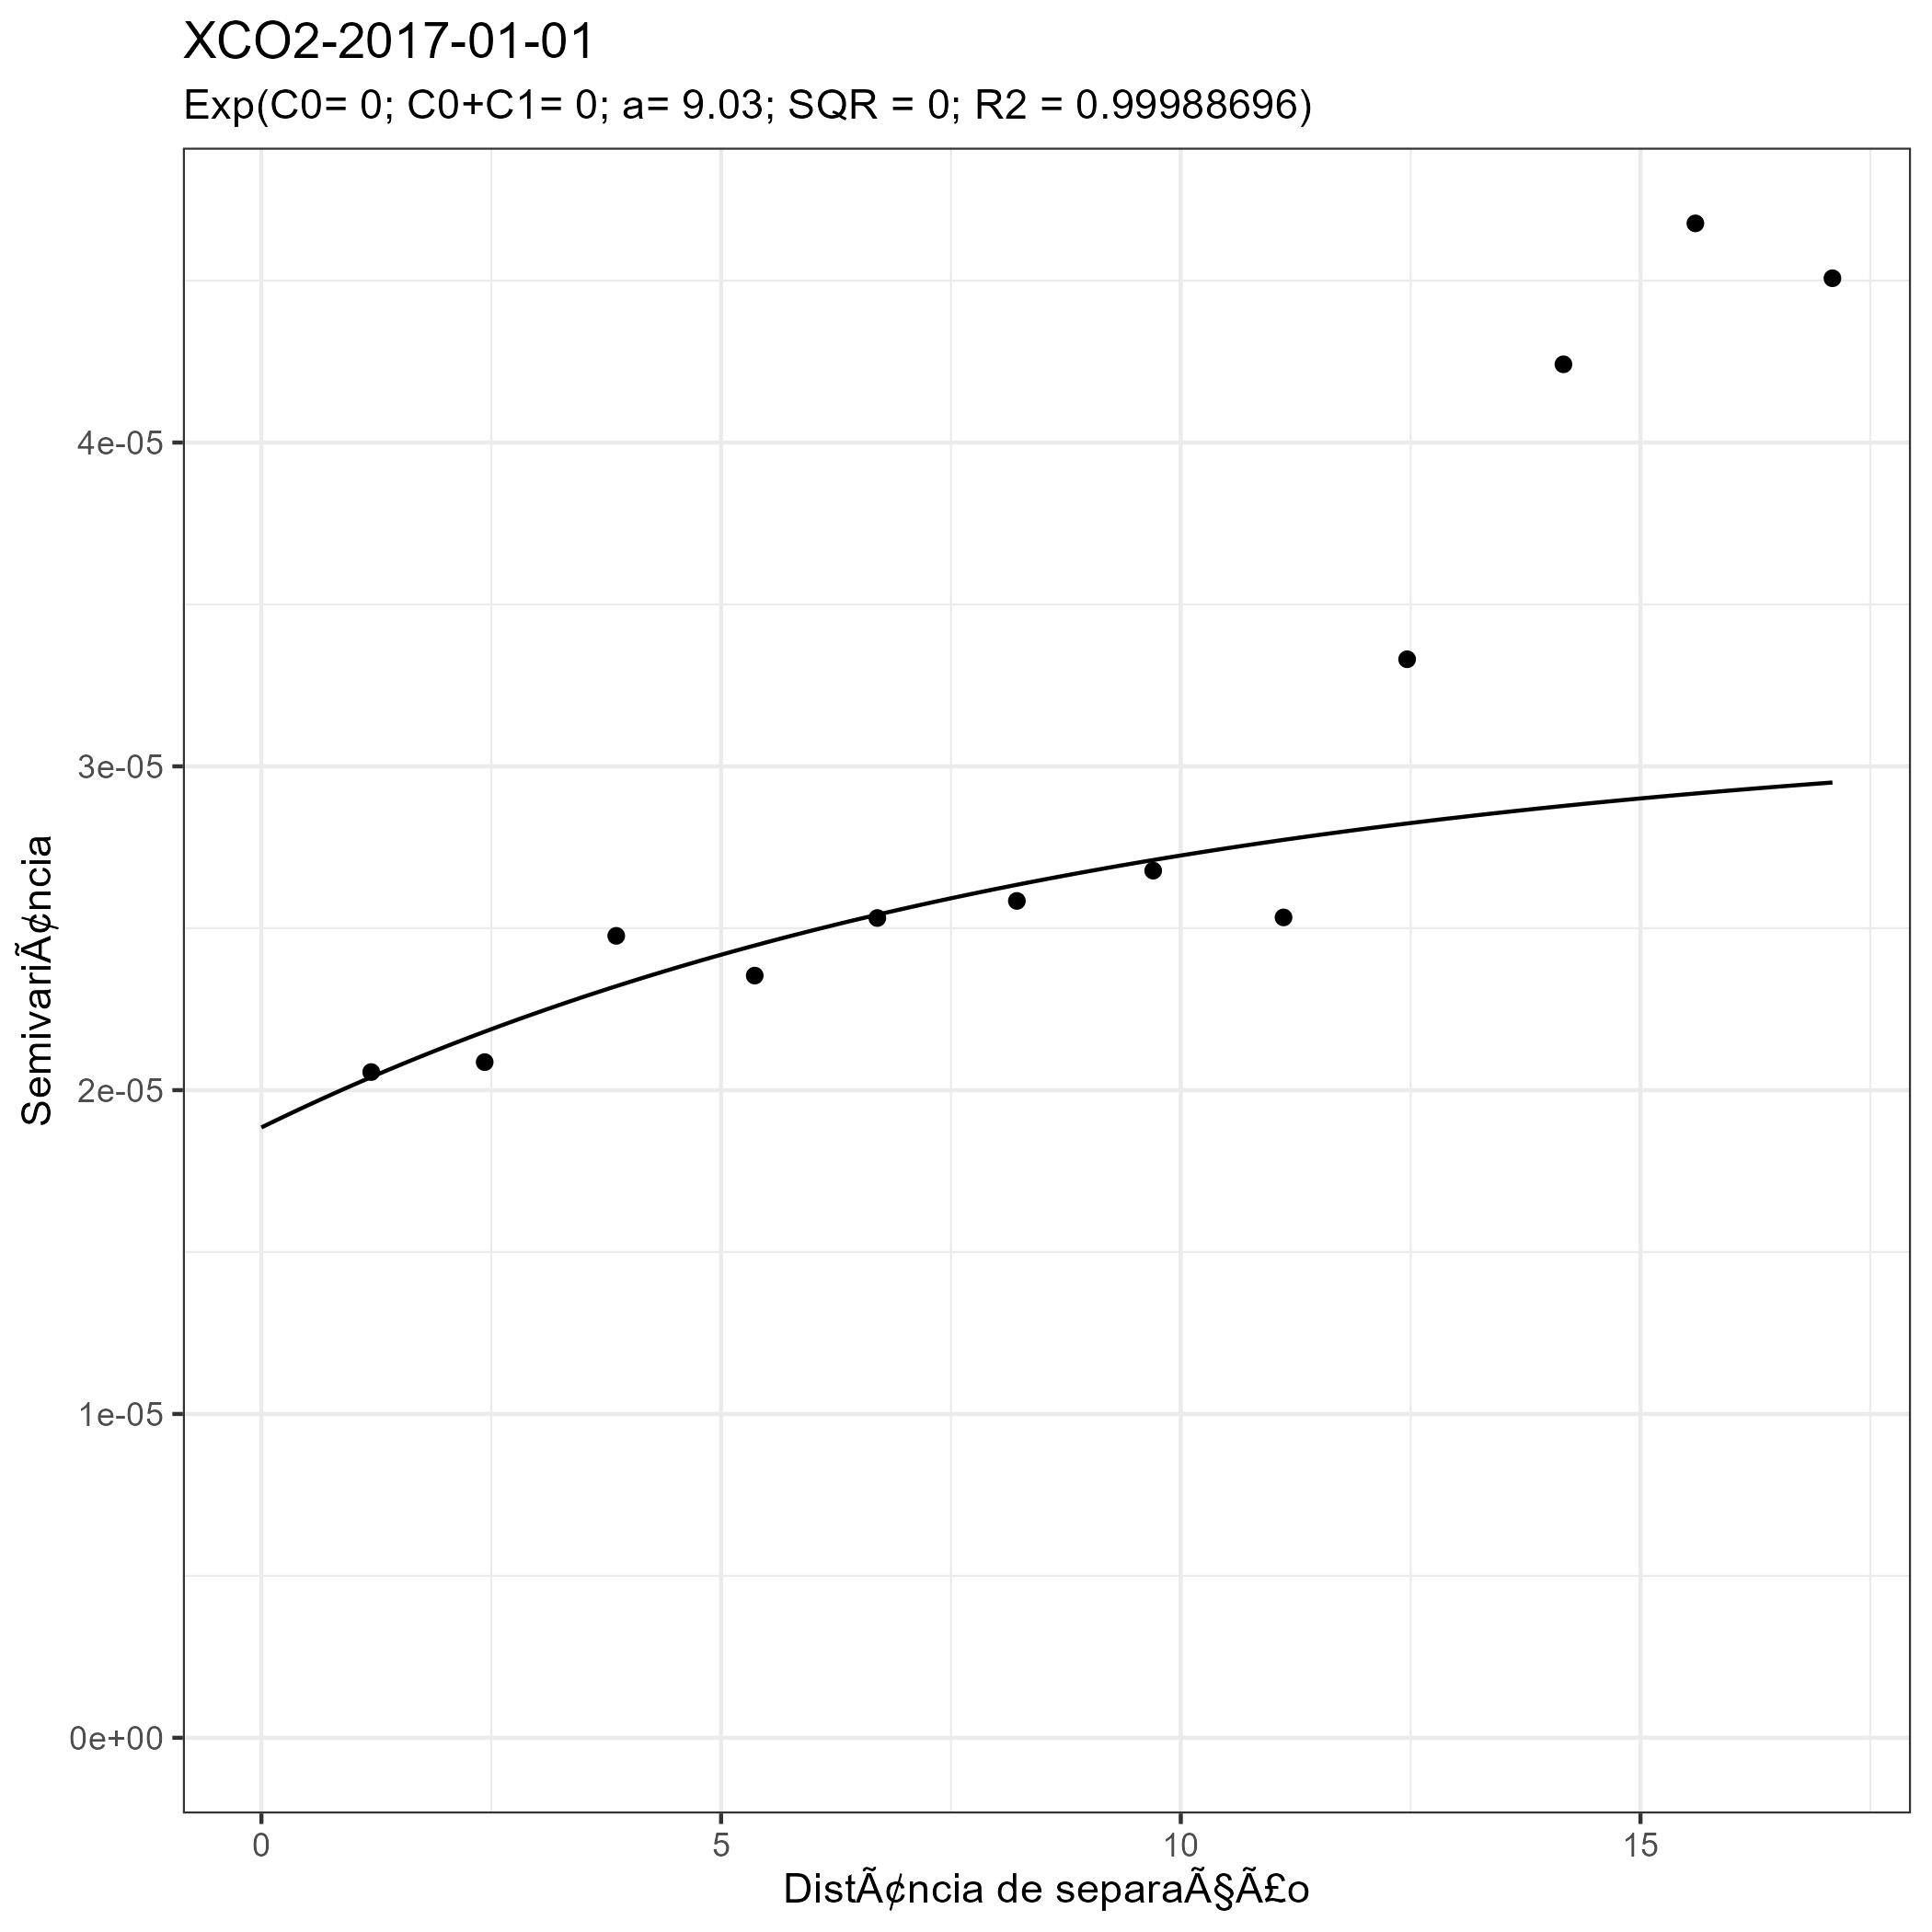 XCO2-2017-01-01
Exp(C0= 0; C0+C1= 0; a= 9.03; SQR = 0; R2 = 0.99988696)
SemivariÃ¢ncia
4e-05
3e-05
2e-05
1e-05
0e+00
0 5 10 15
DistÃ¢ncia de separaÃ§Ã£o